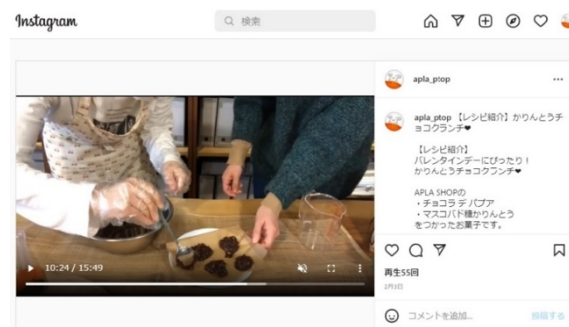 Instagram
検索
apla_ptop
apla_ptop 【レシピ紹介】かりんとうチ
ョコクランチ❤
【レシピ紹介】
バレンタインデーにぴったり！
かりんとうチョコクランチ❤
APLA SHOPの
・チョコラ デ パプア
・マスコバド糖かりんとう
をつかったお菓子です。
10:24 / 15:49
再生55回
2月3日
コメントを追加...
投稿する